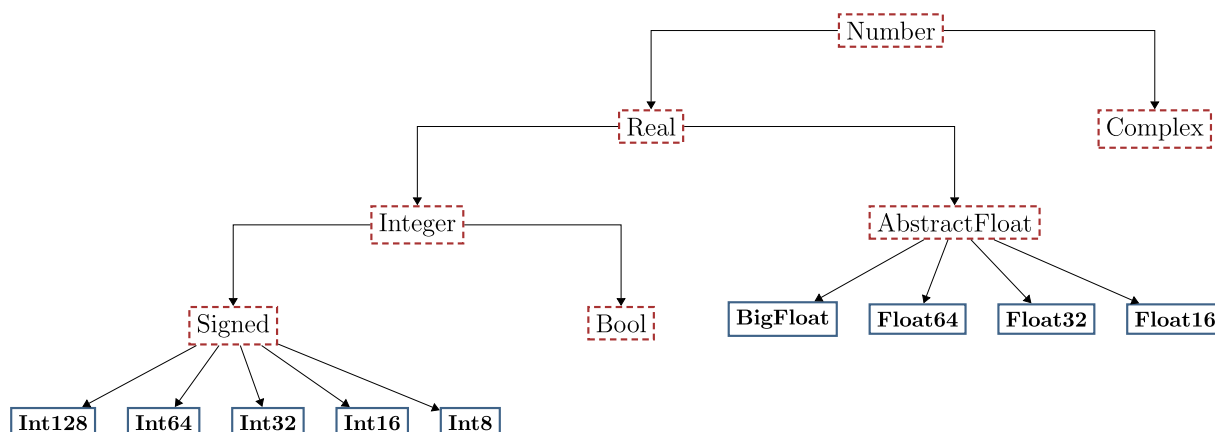 Number
Real
Complex
Integer
AbstractFloat
Signed
Bool
BigFloat
Float64
Float32
Float16
Int128
Int64
Int32
Int16
Int8